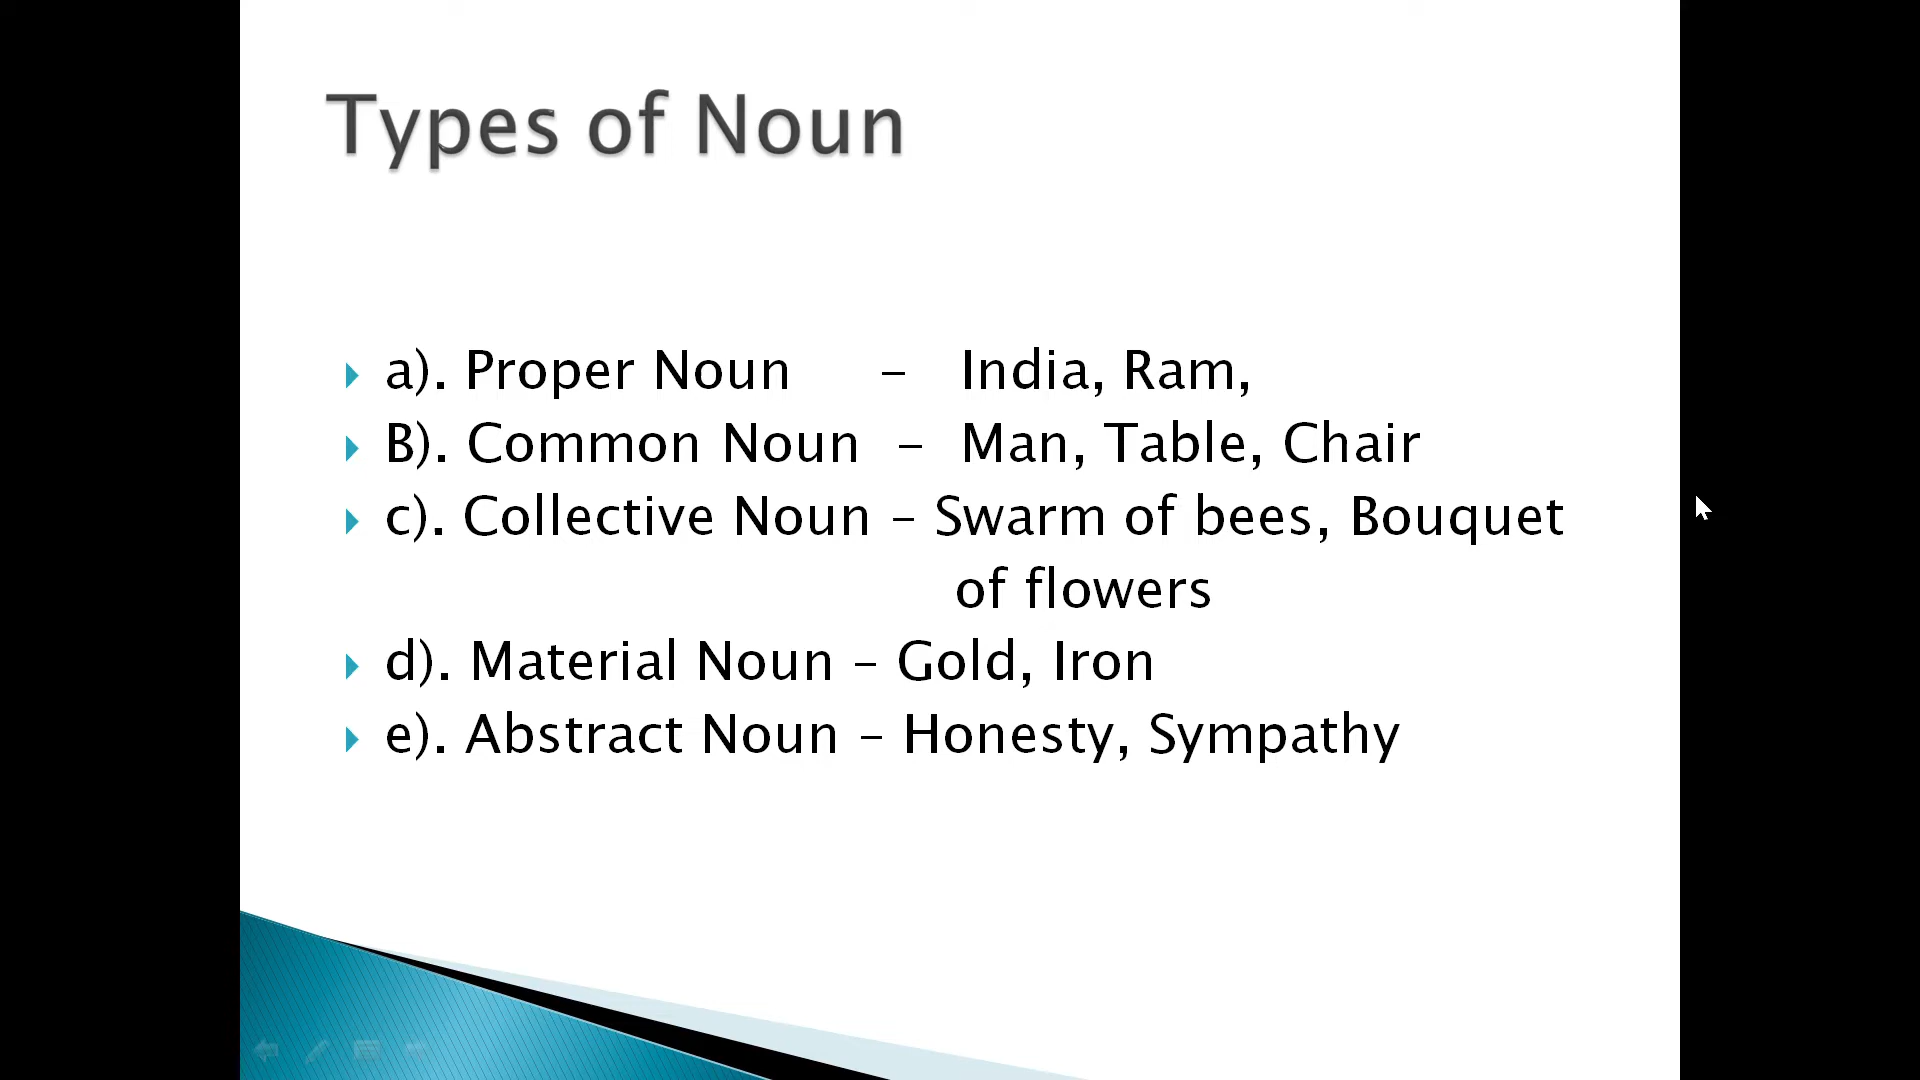 Types of Noun
a). Proper Noun - India, Ram,
B). Common Noun - Man, Table, Chair
c). Collective Noun - Swarm of bees, Bouquet
of flowers
d). Material Noun - Gold, Iron
e). Abstract Noun - Honesty, Sympathy